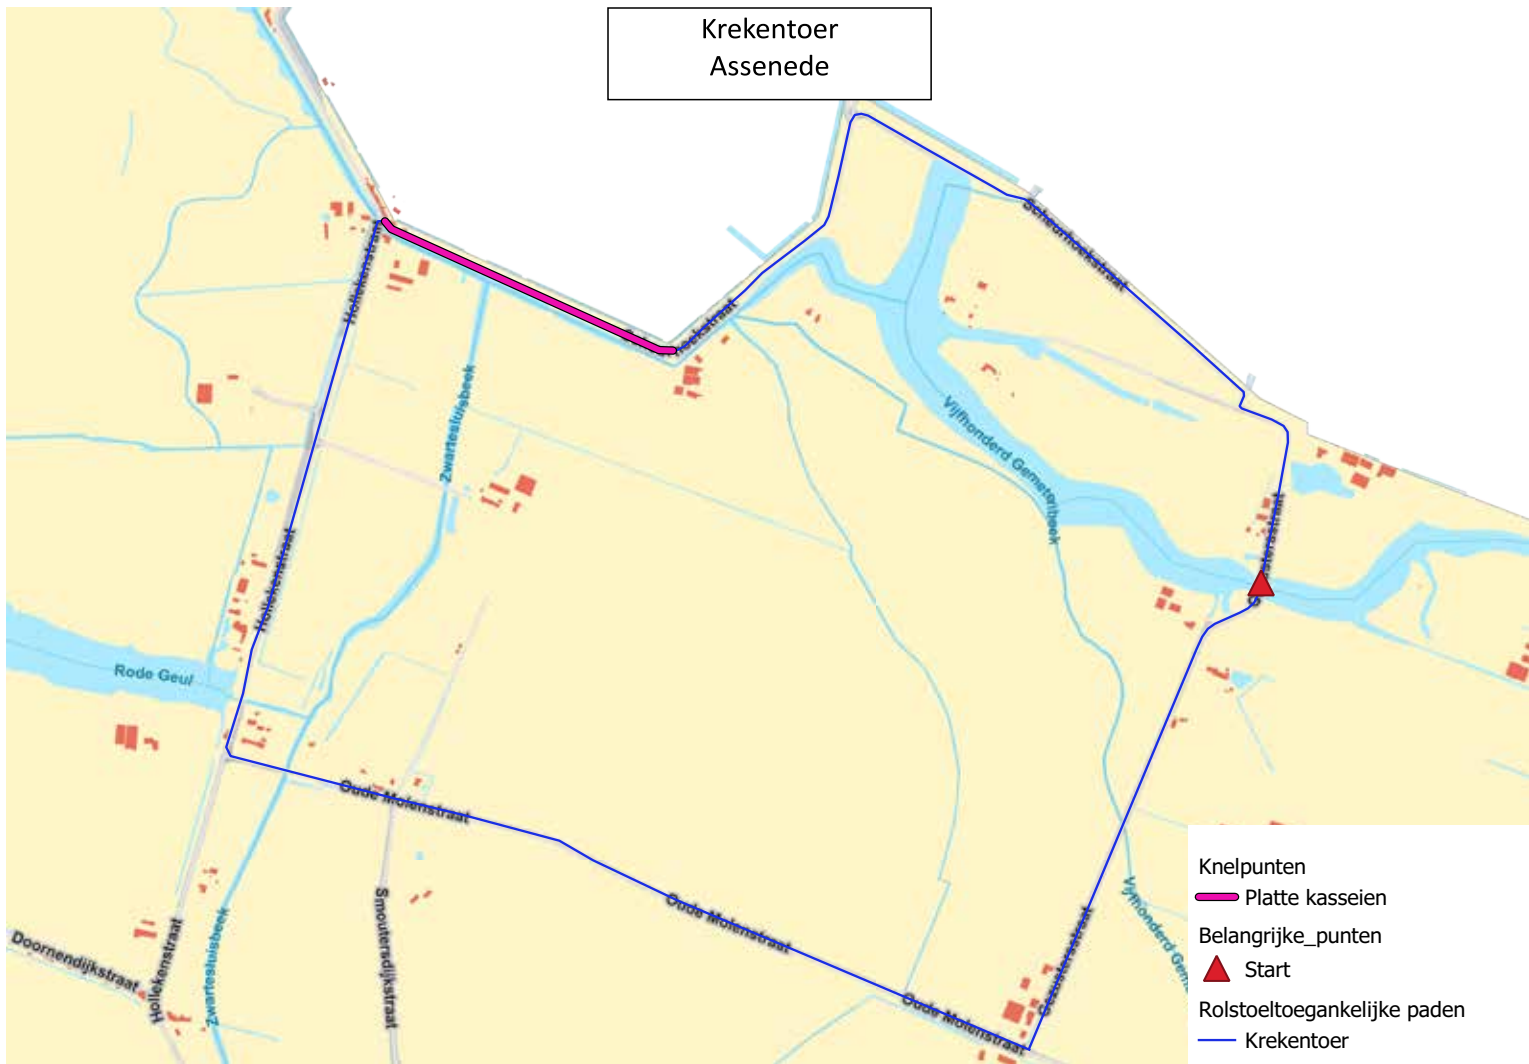 Krekentoer
Assenede
Scheurhoekstraat
Hollekenstraat
Zwartesluisbeek
Vijfhonderd Gemetenbeek
Hollekenstraat
Rode Geul
Oude Molenstraat
Oude Molenstraat
Oude Molenstraat
Smoutersdijkstraat
Doornendijkstraat
Hollekenstraat
Zwartesluisbeek
Vijfhonderd
Knelpunten
Platte kasseien
Belangrijke_punten
Start
Rolstoeltoegankelijke paden
Krekentoer